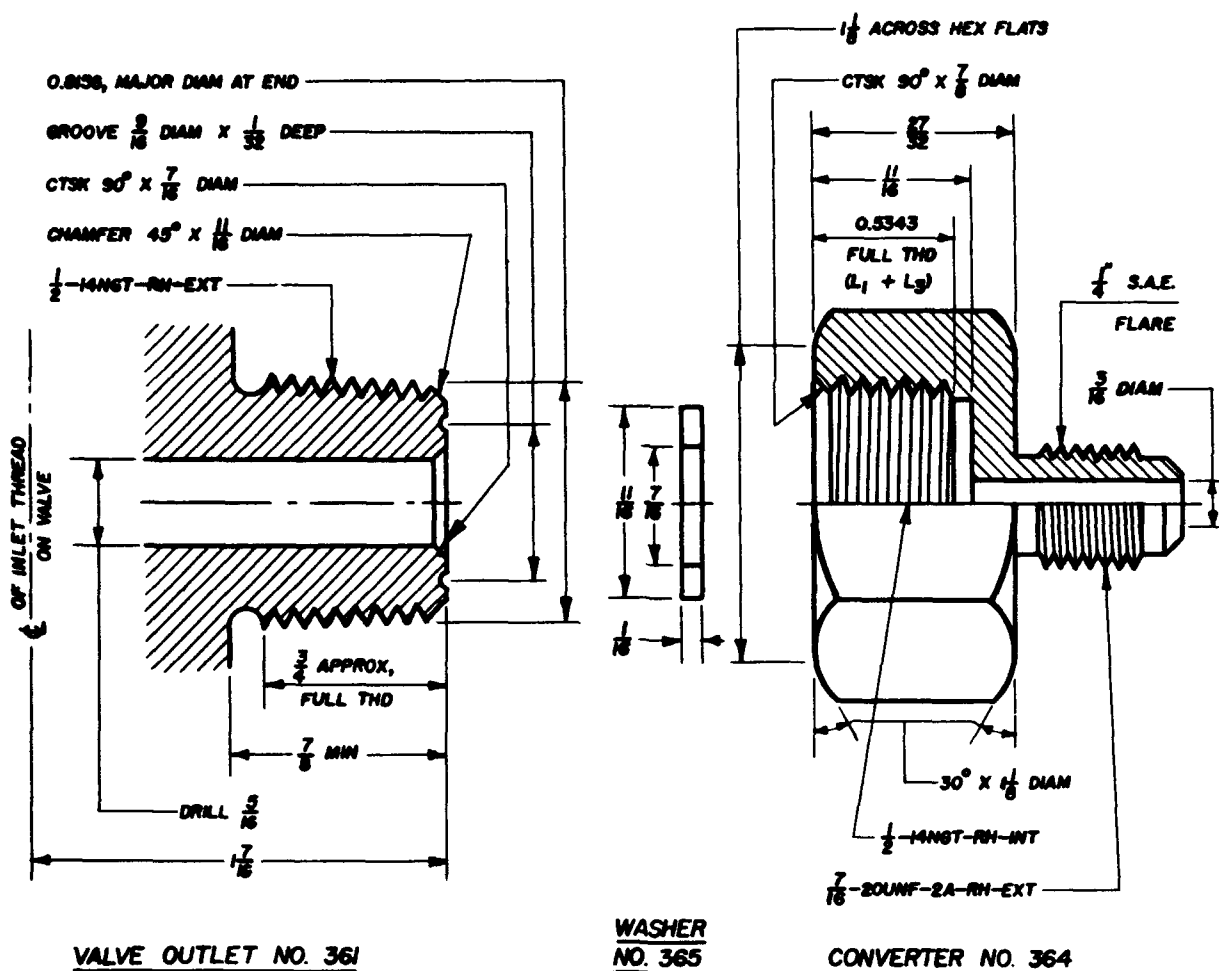 0.8138, MAJOR DIAM AT END
GROOVE 9/16 DIAM X 1/32 DEEP
CTSK 90° X 7/16 DIAM
CHAMFER 45° X 11/16 DIAM
1/2-14NGT-RH-EXT
℄ OF INLET THREAD
ON VALVE
3/4 APPROX,
FULL THD
7/8 MIN
DRILL 5/16
1 7/16
VALVE OUTLET NO. 361
11/16
7/16
1/16
WASHER
NO. 365
1 1/8 ACROSS HEX FLATS
CTSK 90° X 7/8 DIAM
27/32
11/16
0.5343
FULL THD
(L1 + L3)
1/4" S.A.E.
FLARE
3/16 DIAM
30° X 1 1/8 DIAM
1/2-14NGT-RH-INT
7/16-20UNF-2A-RH-EXT
CONVERTER NO. 364